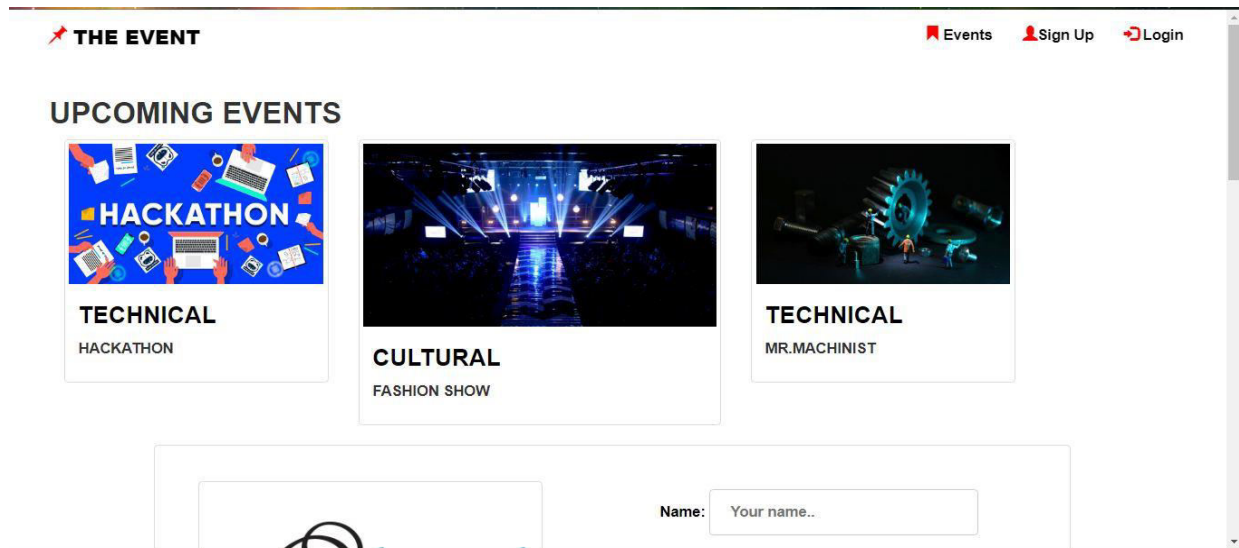 THE EVENT
Events Sign Up Login
UPCOMING EVENTS
HACKATHON
TECHNICAL
HACKATHON
CULTURAL
FASHION SHOW
TECHNICAL
MR.MACHINIST
Name: Your name..